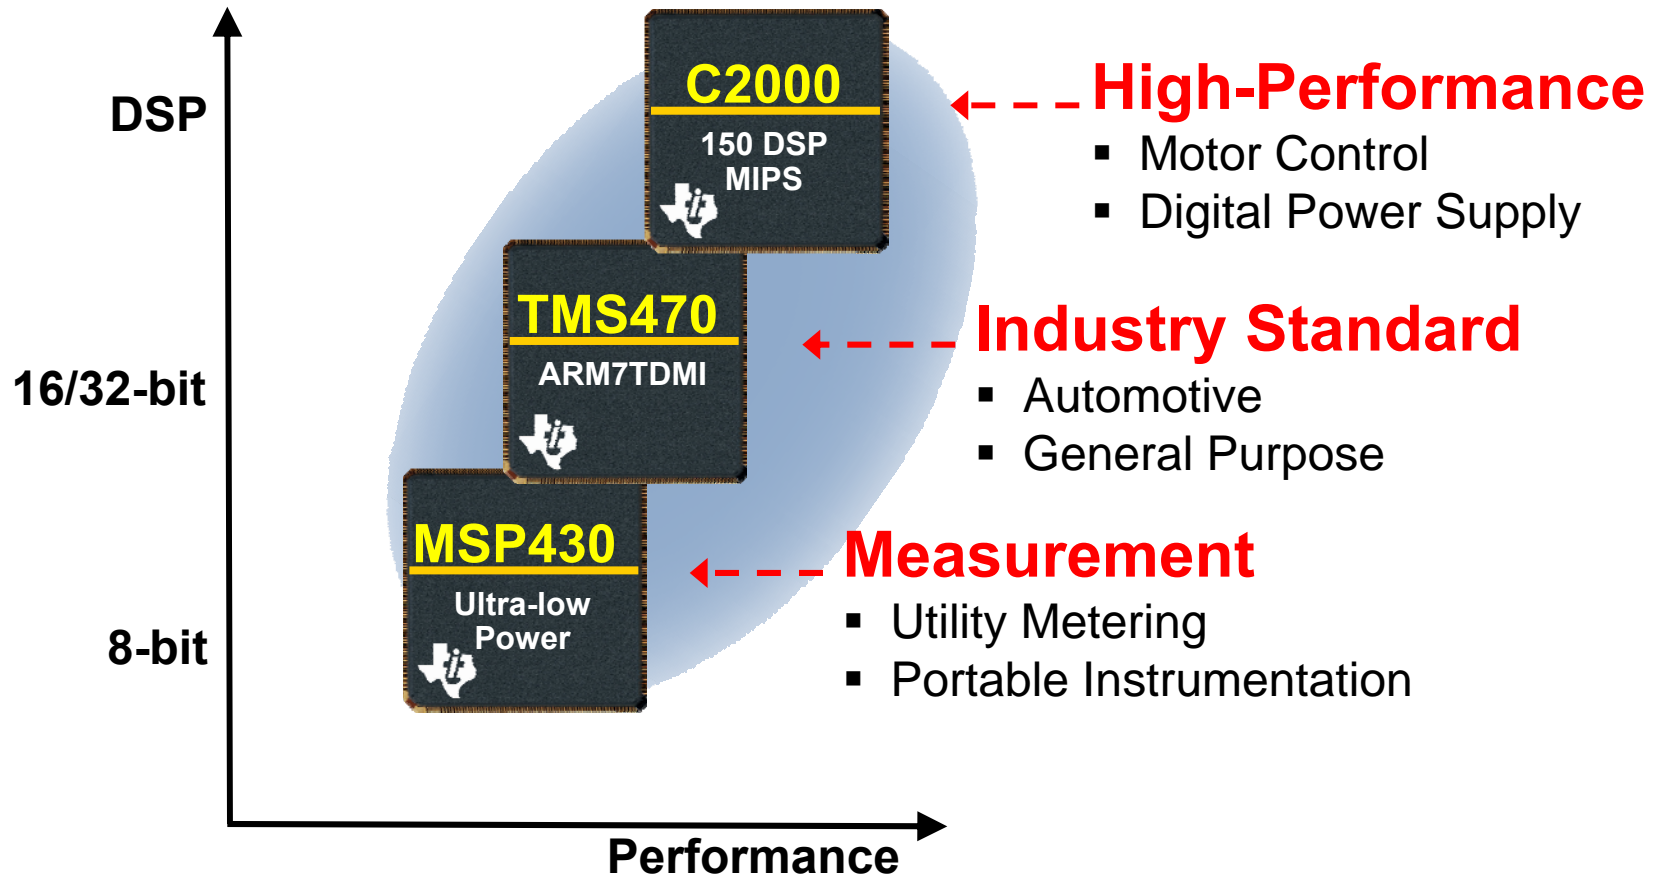 DSP
16/32-bit
8-bit
C2000
150 DSP
MIPS
TMS470
ARM7TDMI
MSP430
Ultra-low
Power
High-Performance
▪ Motor Control
▪ Digital Power Supply
Industry Standard
▪ Automotive
▪ General Purpose
Measurement
▪ Utility Metering
▪ Portable Instrumentation
Performance